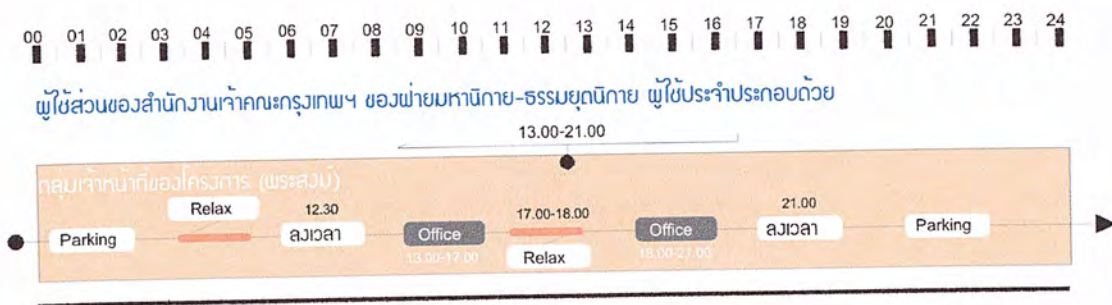 00 01 02 03 04 05 06 07 08 09 10 11 12 13 14 15 16 17 18 19 20 21 22 23 24
ผู้ใช้ส่วนของสำนักงานเจ้าคณะกรุงเทพฯ ของฝ่ายมหานิกาย-ธรรมยุตนิกาย ผู้ใช้ประจำประกอบด้วย
13.00-21.00
กลุ่มเจ้าหน้าที่ของโครงการ (พระสงฆ์)
Relax 12.30 17.00-18.00 21.00
Parking ลงเวลา Office Office ลงเวลา Parking
13.00-17.00 Relax 18.00-21.00